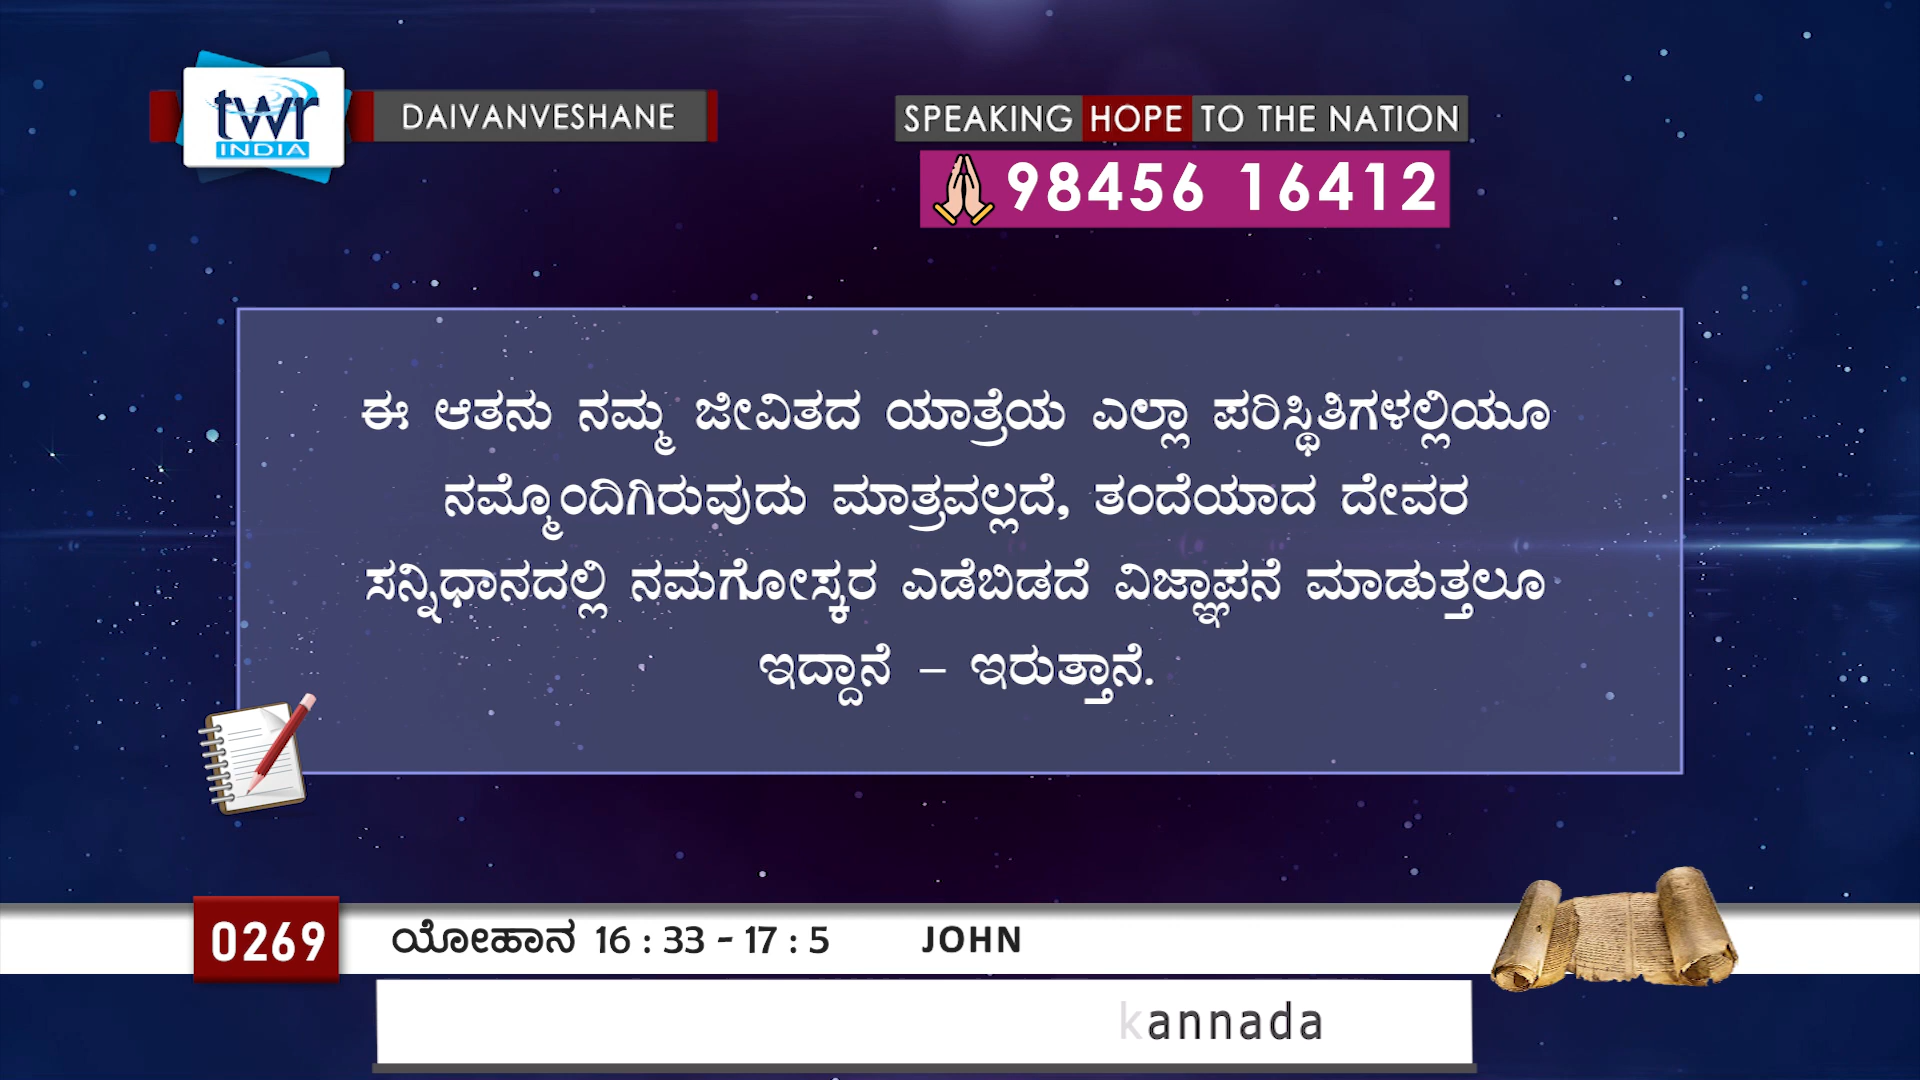 twr
INDIA
DAIVANVESHANE
SPEAKING HOPE TO THE NATION
98456 16412
ಈ ಆತನು ನಮ್ಮ ಜೀವಿತದ ಯಾತ್ರೆಯ ಎಲ್ಲಾ ಪರಿಸ್ಥಿತಿಗಳಲ್ಲಿಯೂ
ನಮ್ಮೊಂದಿಗಿರುವುದು ಮಾತ್ರವಲ್ಲದೆ, ತಂದೆಯಾದ ದೇವರ
ಸನ್ನಿಧಾನದಲ್ಲಿ ನಮಗೋಸ್ಕರ ಎಡೆಬಿಡದೆ ವಿಜ್ಞಾಪನೆ ಮಾಡುತ್ತಲೂ
ಇದ್ದಾನೆ – ಇರುತ್ತಾನೆ.
0269 ಯೋಹಾನ 16 : 33 - 17 : 5 JOHN
kannada